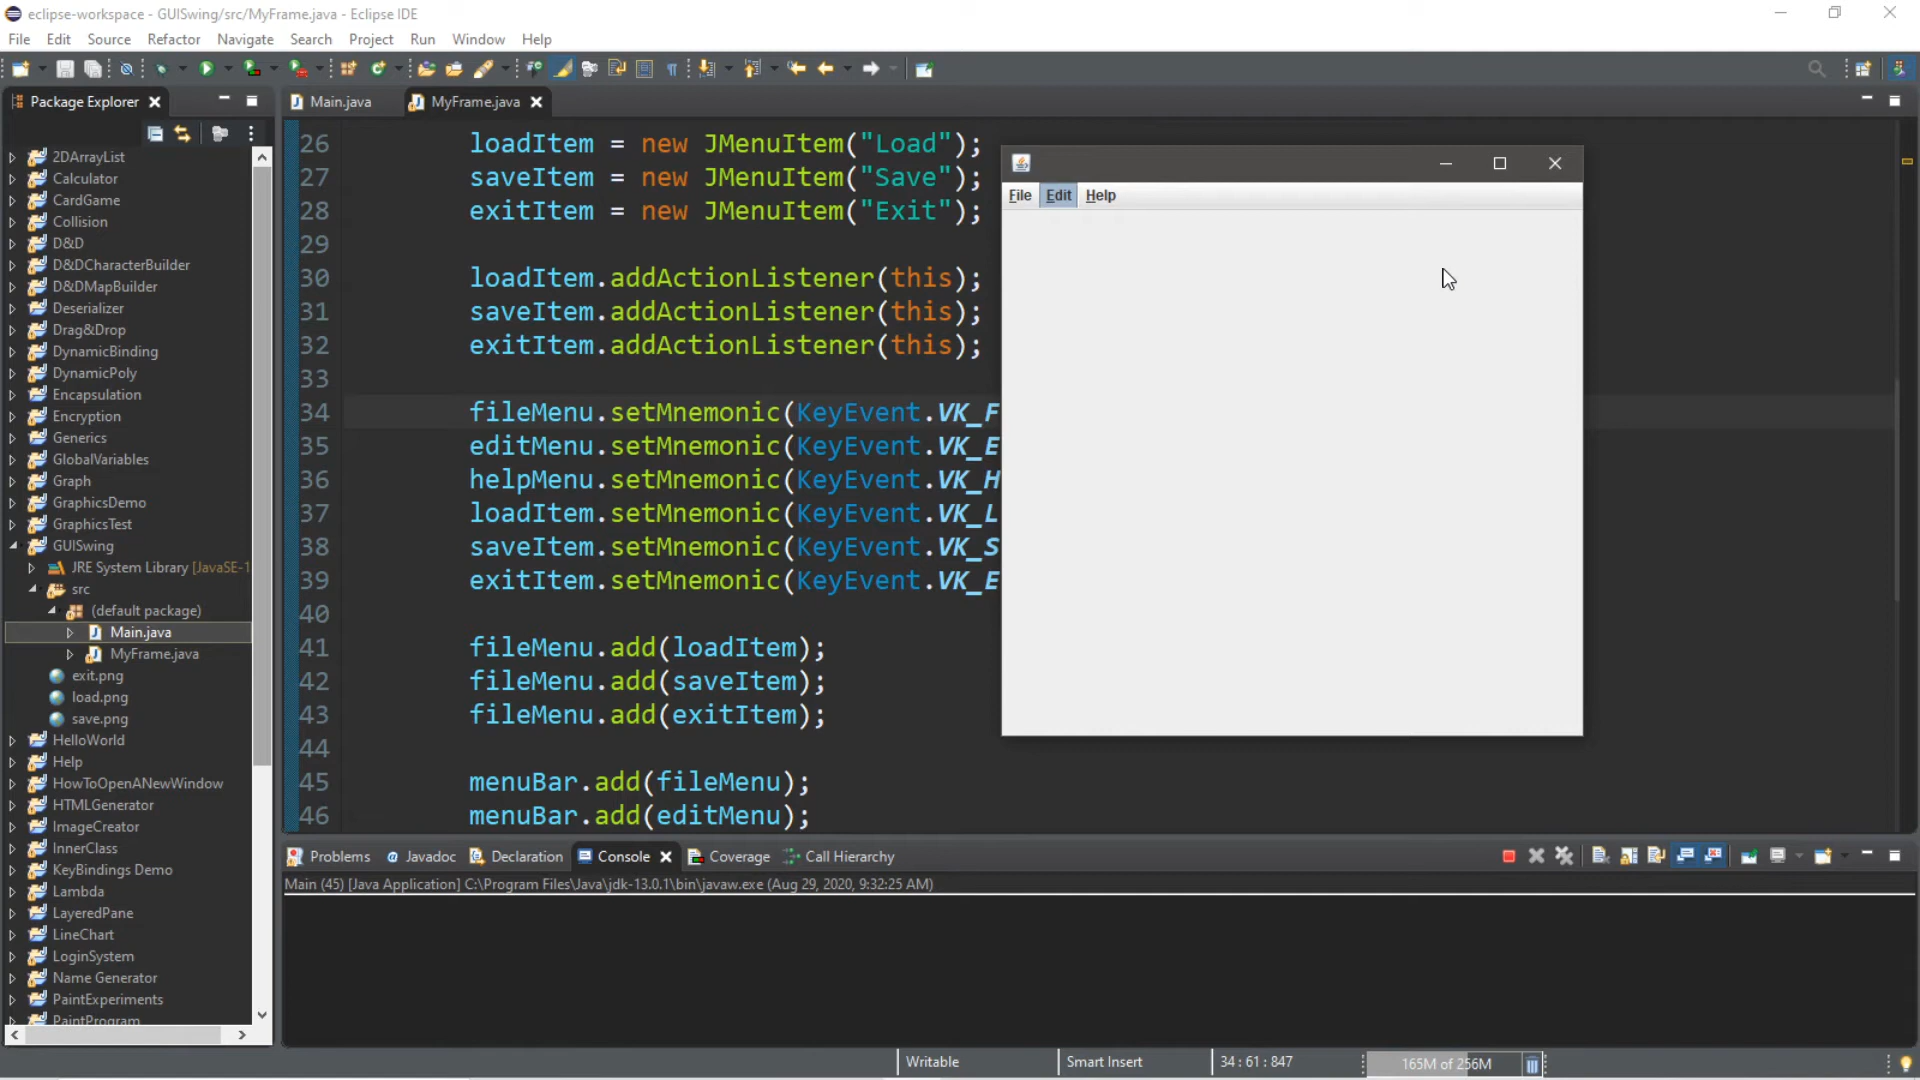 eclipse-workspace - GUISwing/src/MyFrame.java - Eclipse IDE
File Edit Source Refactor Navigate Search Project Run Window Help
Package Explorer
Main.java MyFrame.java
2DArrayList
Calculator
CardGame
Collision
D&D
D&DCharacterBuilder
D&DMapBuilder
Deserializer
Drag&Drop
DynamicBinding
DynamicPoly
Encapsulation
Encryption
Generics
GlobalVariables
Graph
GraphicsDemo
GraphicsTest
GUISwing
JRE System Library [JavaSE-1
src
(default package)
Main.java
MyFrame.java
exit.png
load.png
save.png
HelloWorld
Help
HowToOpenANewWindow
HTMLGenerator
ImageCreator
InnerClass
KeyBindings Demo
Lambda
LayeredPane
LineChart
LoginSystem
Name Generator
PaintExperiments
PaintProgram
26 loadItem = new JMenuItem("Load");
27 saveItem = new JMenuItem("Save");
28 exitItem = new JMenuItem("Exit");
29
30 loadItem.addActionListener(this);
31 saveItem.addActionListener(this);
32 exitItem.addActionListener(this);
33
34 fileMenu.setMnemonic(KeyEvent.VK_F
35 editMenu.setMnemonic(KeyEvent.VK_E
36 helpMenu.setMnemonic(KeyEvent.VK_H
37 loadItem.setMnemonic(KeyEvent.VK_L
38 saveItem.setMnemonic(KeyEvent.VK_S
39 exitItem.setMnemonic(KeyEvent.VK_E
40
41 fileMenu.add(loadItem);
42 fileMenu.add(saveItem);
43 fileMenu.add(exitItem);
44
45 menuBar.add(fileMenu);
46 menuBar.add(editMenu);
File Edit Help
Problems Javadoc Declaration Console Coverage Call Hierarchy
Main (45) [Java Application] C:\Program Files\Java\jdk-13.0.1\bin\javaw.exe (Aug 29, 2020, 9:32:25 AM)
Writable Smart Insert 34 : 61 : 847 165M of 256M